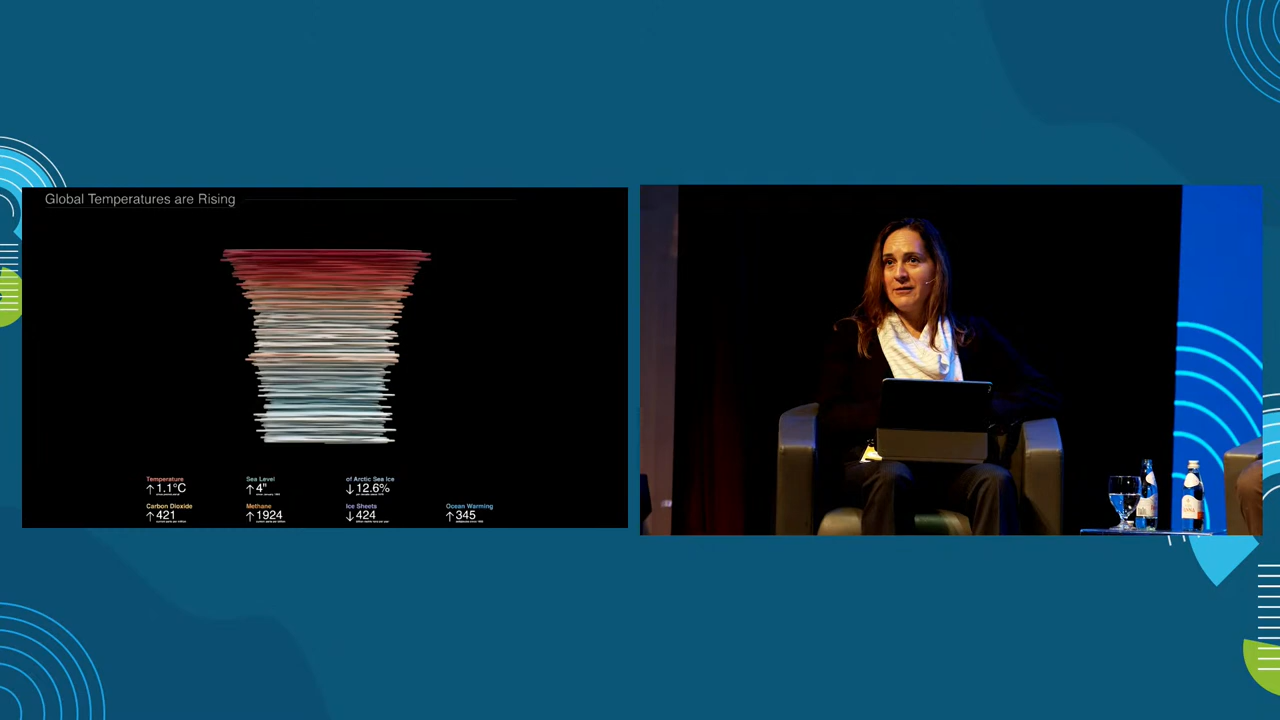 Global Temperatures are Rising
Temperature
↑ 1.1°C
Sea Level
↑ 4"
of Arctic Sea Ice
↓ 12.6%
Carbon Dioxide
↑ 421
Methane
↑ 1924
Ice Sheets
↓ 424
Ocean Warming
↑ 345